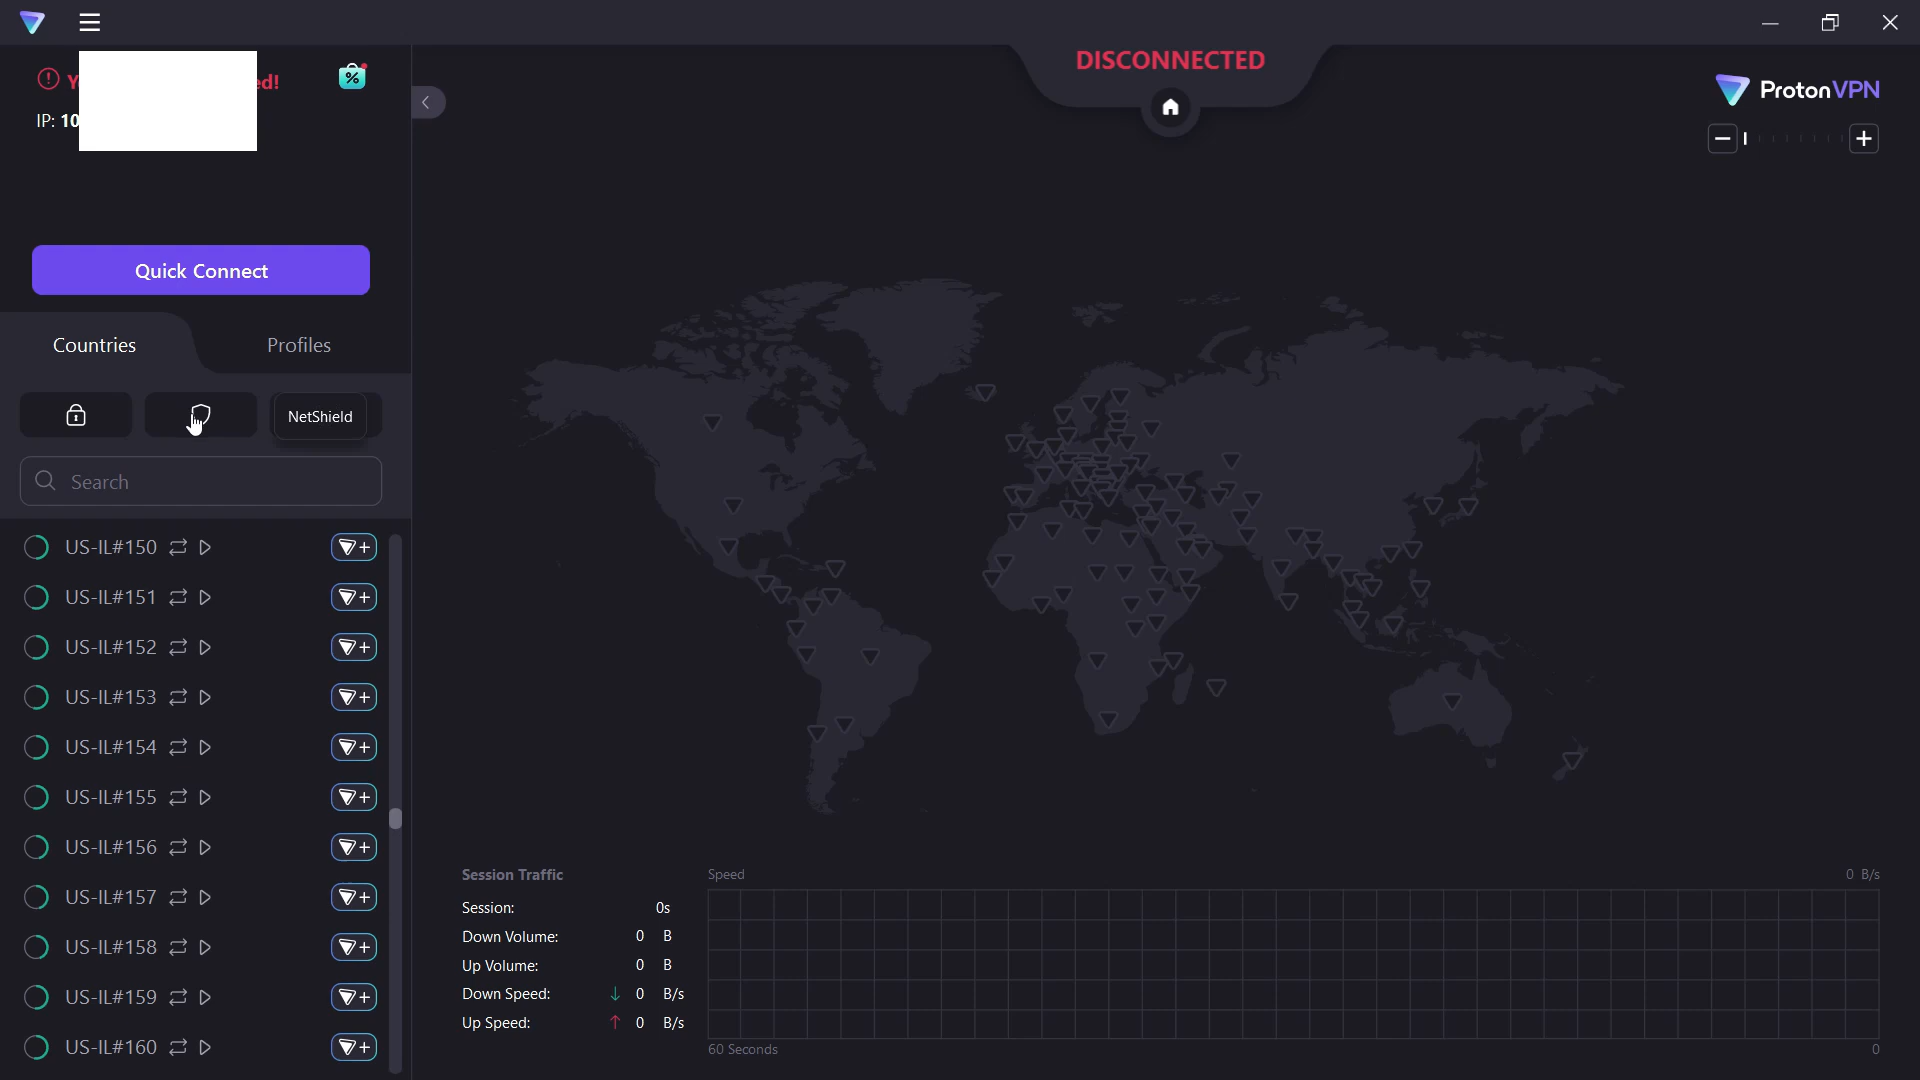 DISCONNECTED
Y ed!
%
IP: 10
ProtonVPN
Quick Connect
Countries
Profiles
NetShield
Search
US-IL#150
US-IL#151
US-IL#152
US-IL#153
US-IL#154
US-IL#155
US-IL#156
US-IL#157
US-IL#158
US-IL#159
US-IL#160
Session Traffic
Session: 0s
Down Volume: 0 B
Up Volume: 0 B
Down Speed: ↓ 0 B/s
Up Speed: ↑ 0 B/s
Speed
0 B/s
60 Seconds
0